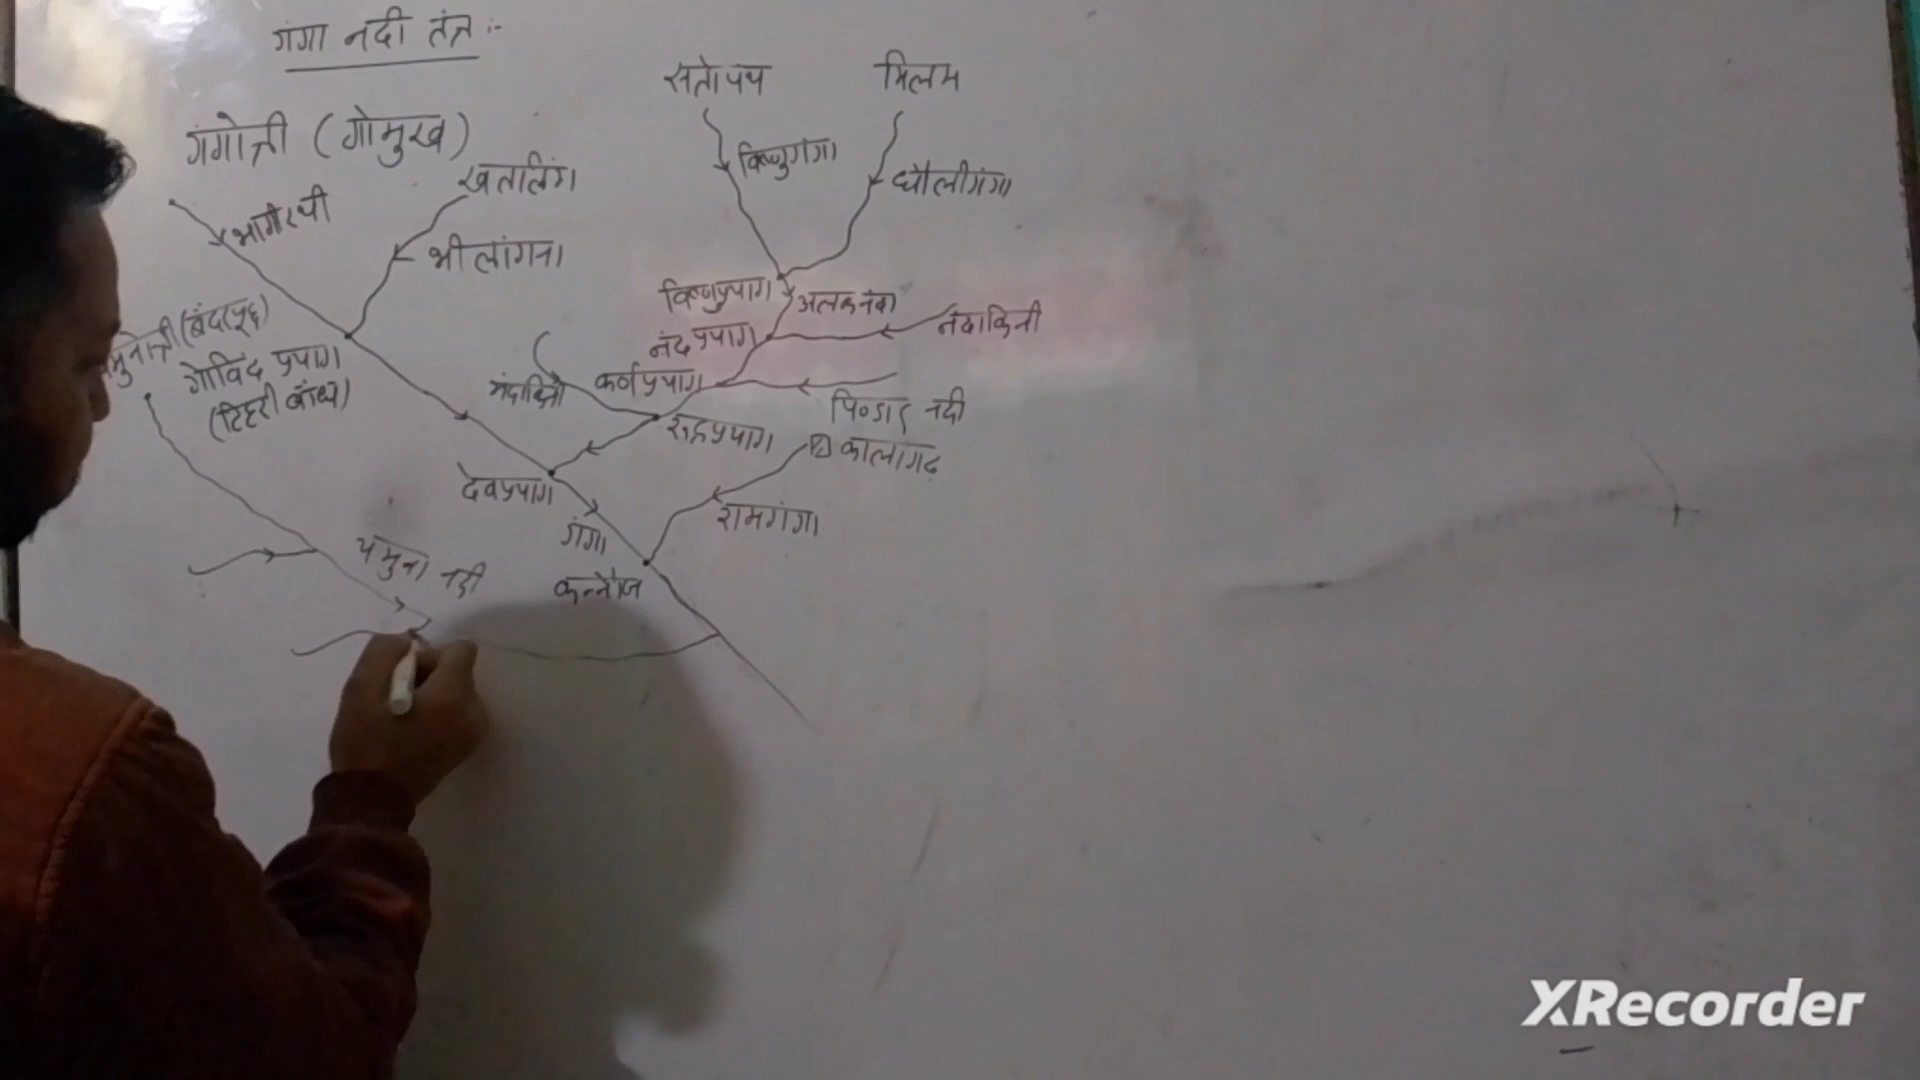 गंगा नदी तंत्र :-
सतोपथ
मिलम
गंगोत्री (गोमुख)
विष्णुगंगा
खतलिंग
धौलीगंगा
भागीरथी
भीलांगना
विष्णुप्रयाग
अलकनंदा
(बंदरपूछ)
नंदप्रयाग
नंदाकिनी
गोविंद प्रयाग
(टिहरी बाँध)
मंदाकिनी
कर्णप्रयाग
पिण्डार नदी
रूद्रप्रयाग
कालागढ़
देवप्रयाग
रामगंगा
गंगा
यमुना नदी
कन्नौज
XRecorder